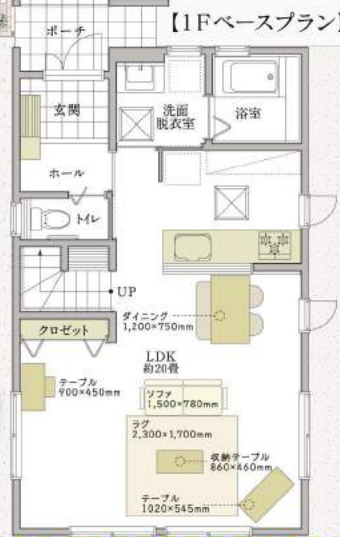 【1Fベースプラン】
ポーチ
玄関
洗面
脱衣室
浴室
ホール
トイレ
UP
ダイニング
1,200×750mm
クロゼット
LDK
約20畳
テーブル
900×450mm
ソファ
1,500×780mm
ラグ
2,300×1,700mm
収納テーブル
860×460mm
テーブル
1020×545mm